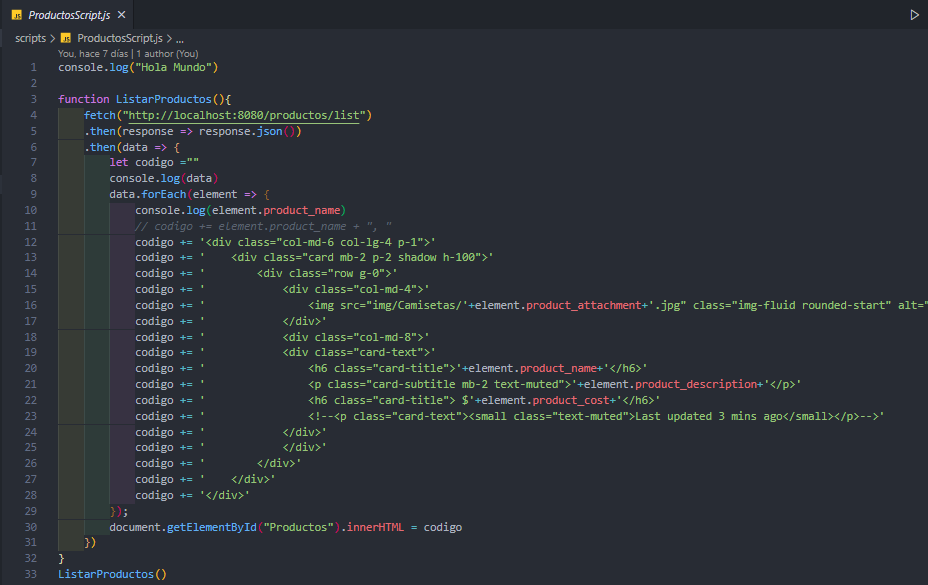 JS ProductosScript.js ×
scripts > JS ProductosScript.js > ...
You, hace 7 días | 1 author (You)
1 console.log("Hola Mundo")
2
3 function ListarProductos(){
4 fetch("http://localhost:8080/productos/list")
5 .then(response => response.json())
6 .then(data => {
7 let codigo =""
8 console.log(data)
9 data.forEach(element => {
10 console.log(element.product_name)
11 // codigo += element.product_name + ", "
12 codigo += '<div class="col-md-6 col-lg-4 p-1">'
13 codigo += '    <div class="card mb-2 p-2 shadow h-100">'
14 codigo += '        <div class="row g-0">'
15 codigo += '            <div class="col-md-4">'
16 codigo += '                <img src="img/Camisetas/'+element.product_attachment+'.jpg" class="img-fluid rounded-start" alt="
17 codigo += '            </div>'
18 codigo += '            <div class="col-md-8">'
19 codigo += '            <div class="card-text">'
20 codigo += '                <h6 class="card-title">'+element.product_name+'</h6>'
21 codigo += '                <p class="card-subtitle mb-2 text-muted">'+element.product_description+'</p>'
22 codigo += '                <h6 class="card-title"> $'+element.product_cost+'</h6>'
23 codigo += '                <!--<p class="card-text"><small class="text-muted">Last updated 3 mins ago</small></p>-->'
24 codigo += '            </div>'
25 codigo += '            </div>'
26 codigo += '        </div>'
27 codigo += '    </div>'
28 codigo += '</div>'
29 });
30 document.getElementById("Productos").innerHTML = codigo
31 })
32 }
33 ListarProductos()